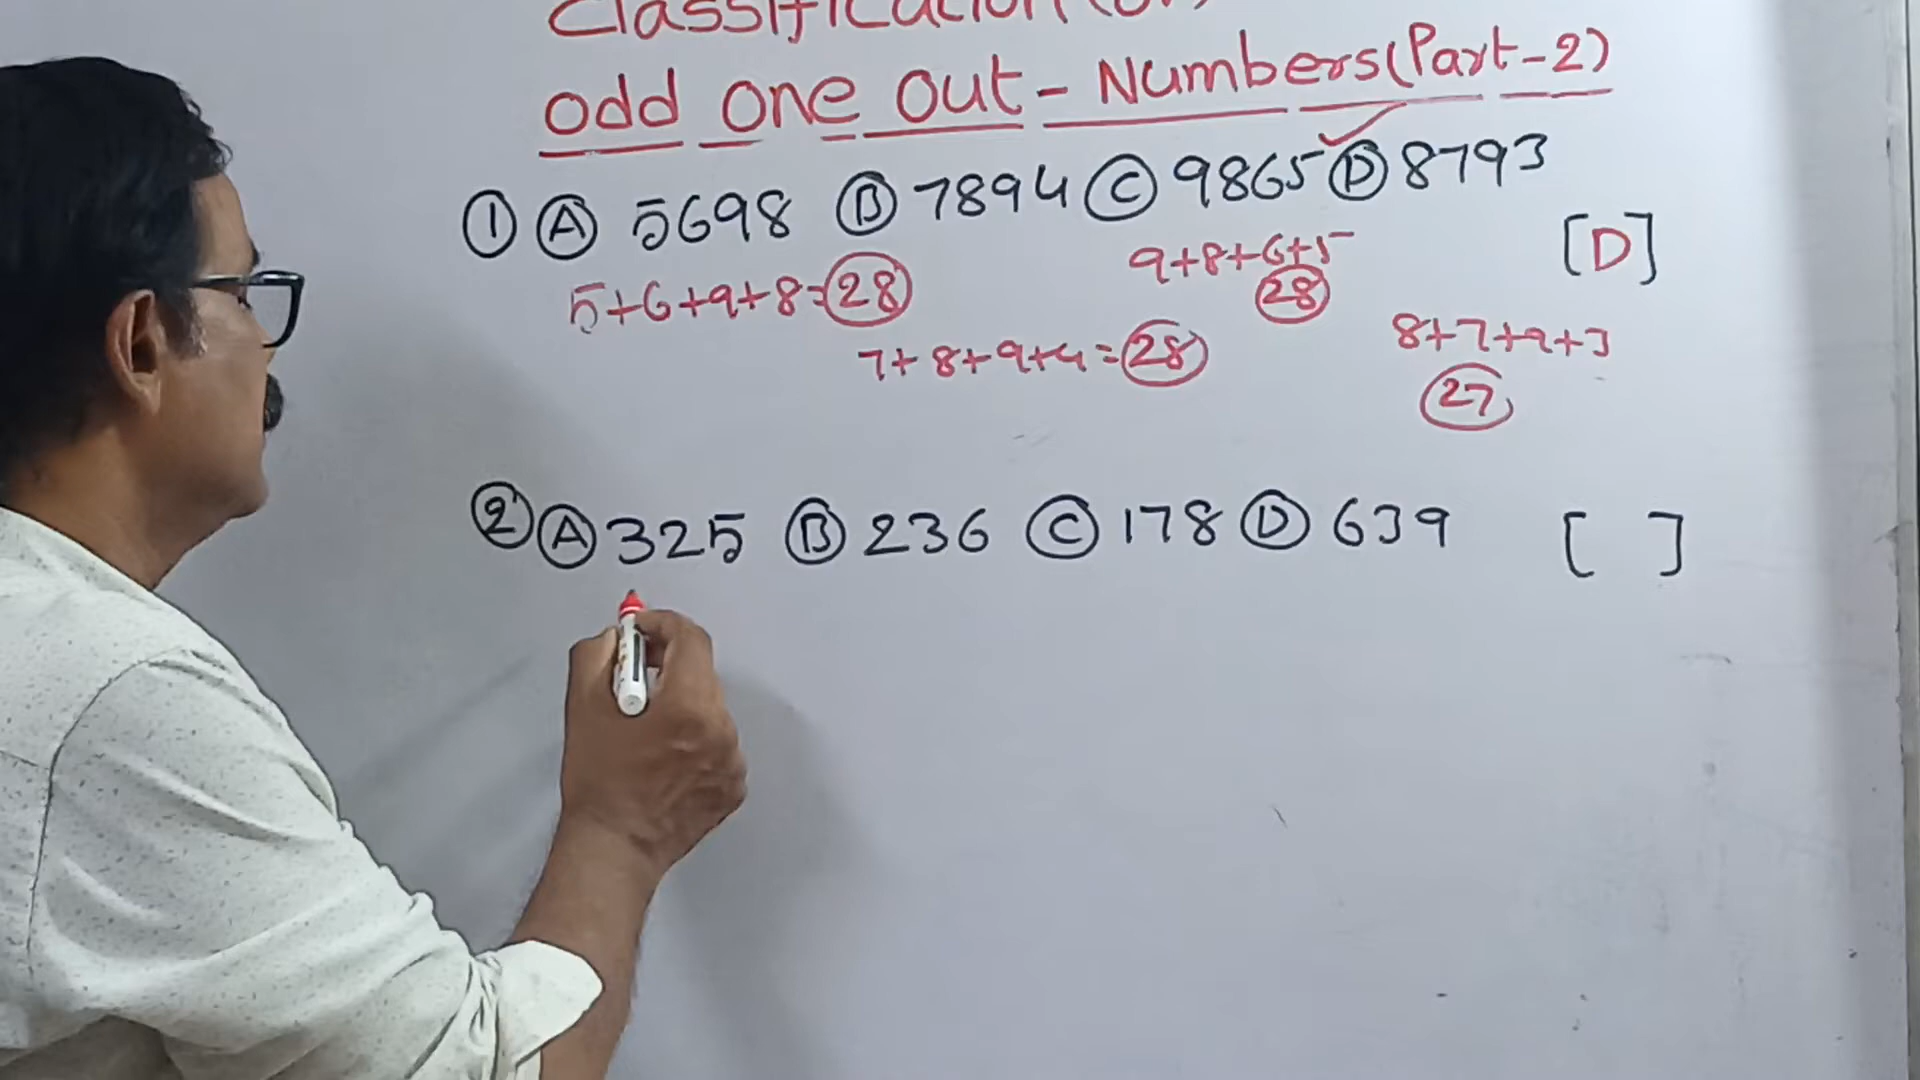 Classification (or)
odd one out - Numbers (Part-2)
① Ⓐ 5698 Ⓑ 7894 Ⓒ 9865 Ⓓ 8793
[D]
5+6+9+8=28
9+8+6+5
28
7+8+9+4=28
8+7+9+3
27
② Ⓐ 325 Ⓑ 236 Ⓒ 178 Ⓓ 639 [ ]